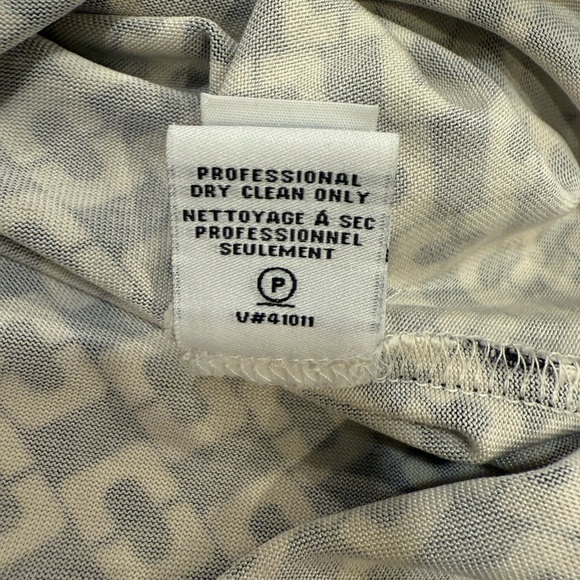 PROFESSIONAL
DRY CLEAN ONLY
NETTOYAGE Á SEC
PROFESSIONNEL
SEULEMENT
P
V#41011